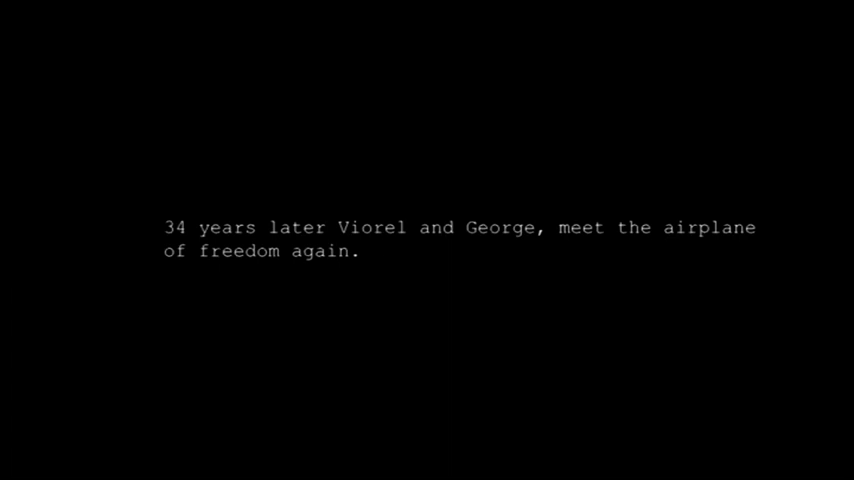 34 years later Viorel and George, meet the airplane
of freedom again.